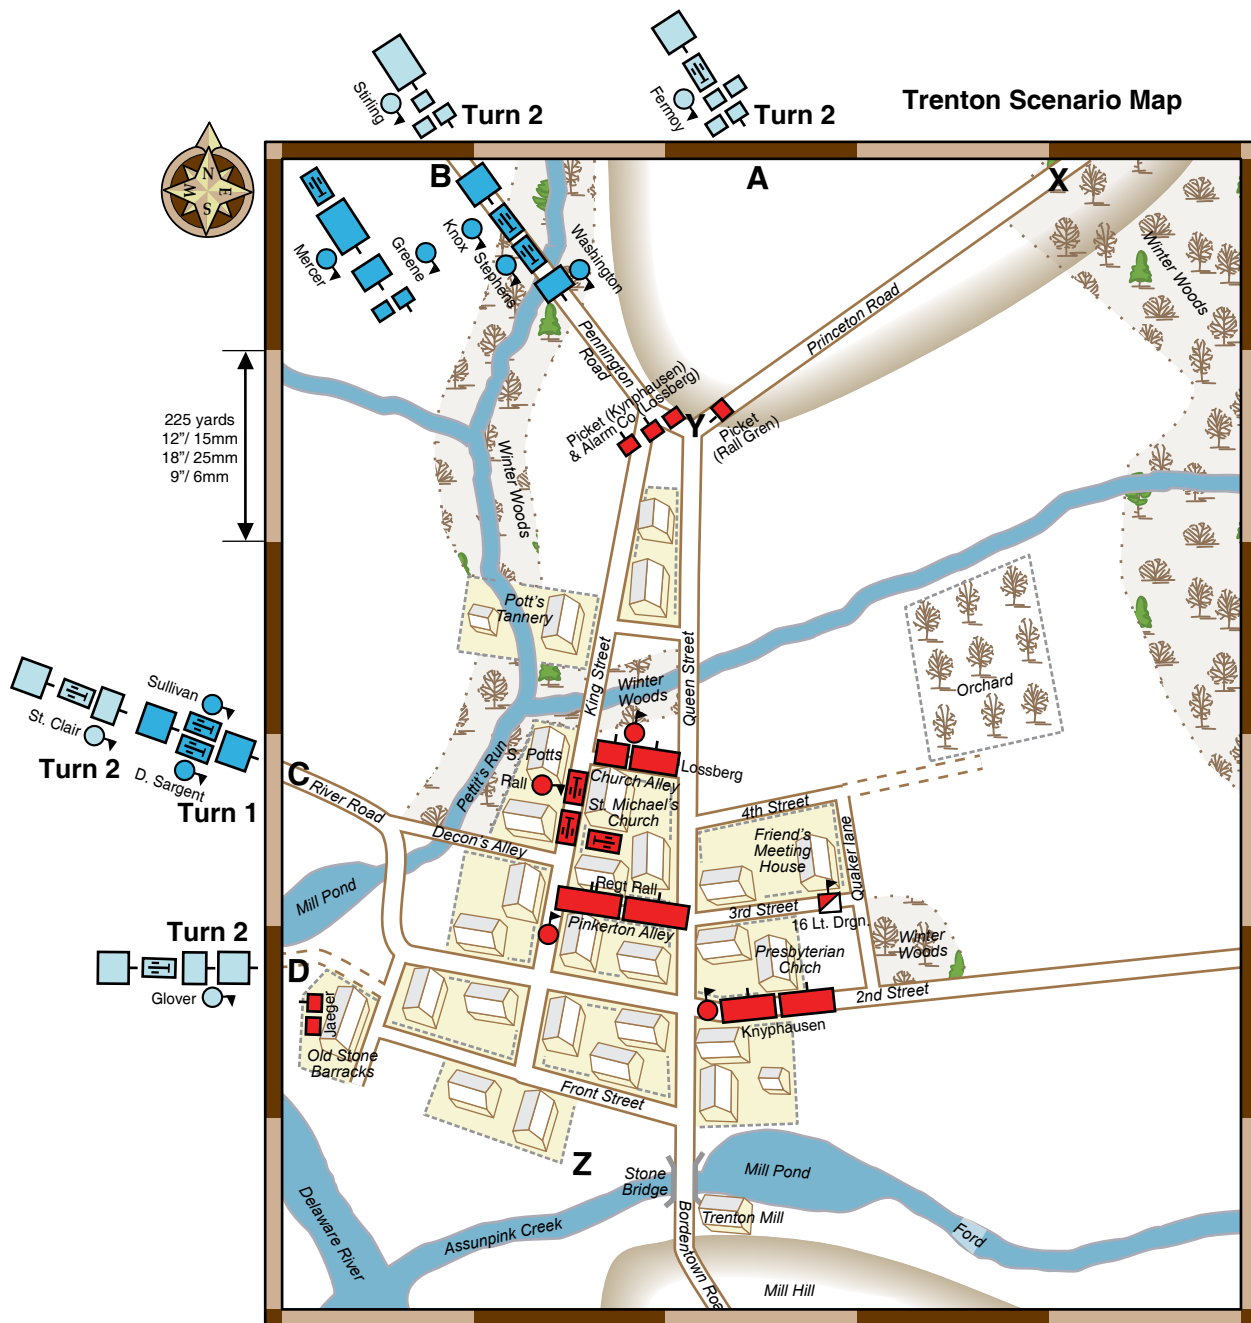 Trenton Scenario Map
Stirling
Turn 2
Fermoy
Turn 2
N
W
E
S
B
A
X
Mercer
Greene
Knox
Stephens
Washington
Winter Woods
Pennington
Road
Princeton Road
225 yards
12"/ 15mm
18"/ 25mm
9"/ 6mm
Picket (Kynphausen)
& Alarm Co (Lossberg)
Y
Picket
(Rall Gren)
Winter Woods
Pott's
Tannery
King Street
Queen Street
Winter
Woods
Orchard
Sullivan
St. Clair
Turn 2
D. Sargent
Turn 1
C
River Road
Pettit's Run
S. Potts
Rall
Lossberg
Church Alley
St. Michael's
Church
Decon's Alley
4th Street
Friend's
Meeting
House
Quaker lane
Mill Pond
Regt Rall
Pinkerton Alley
3rd Street
16 Lt. Drgn.
Turn 2
Glover
D
Presbyterian
Chirch
Winter
Woods
2nd Street
Knyphausen
Jaeger
Old Stone
Barracks
Front Street
Z
Stone
Bridge
Mill Pond
Trenton Mill
Delaware River
Assunpink Creek
Bordentown Roa
Ford
Mill Hill